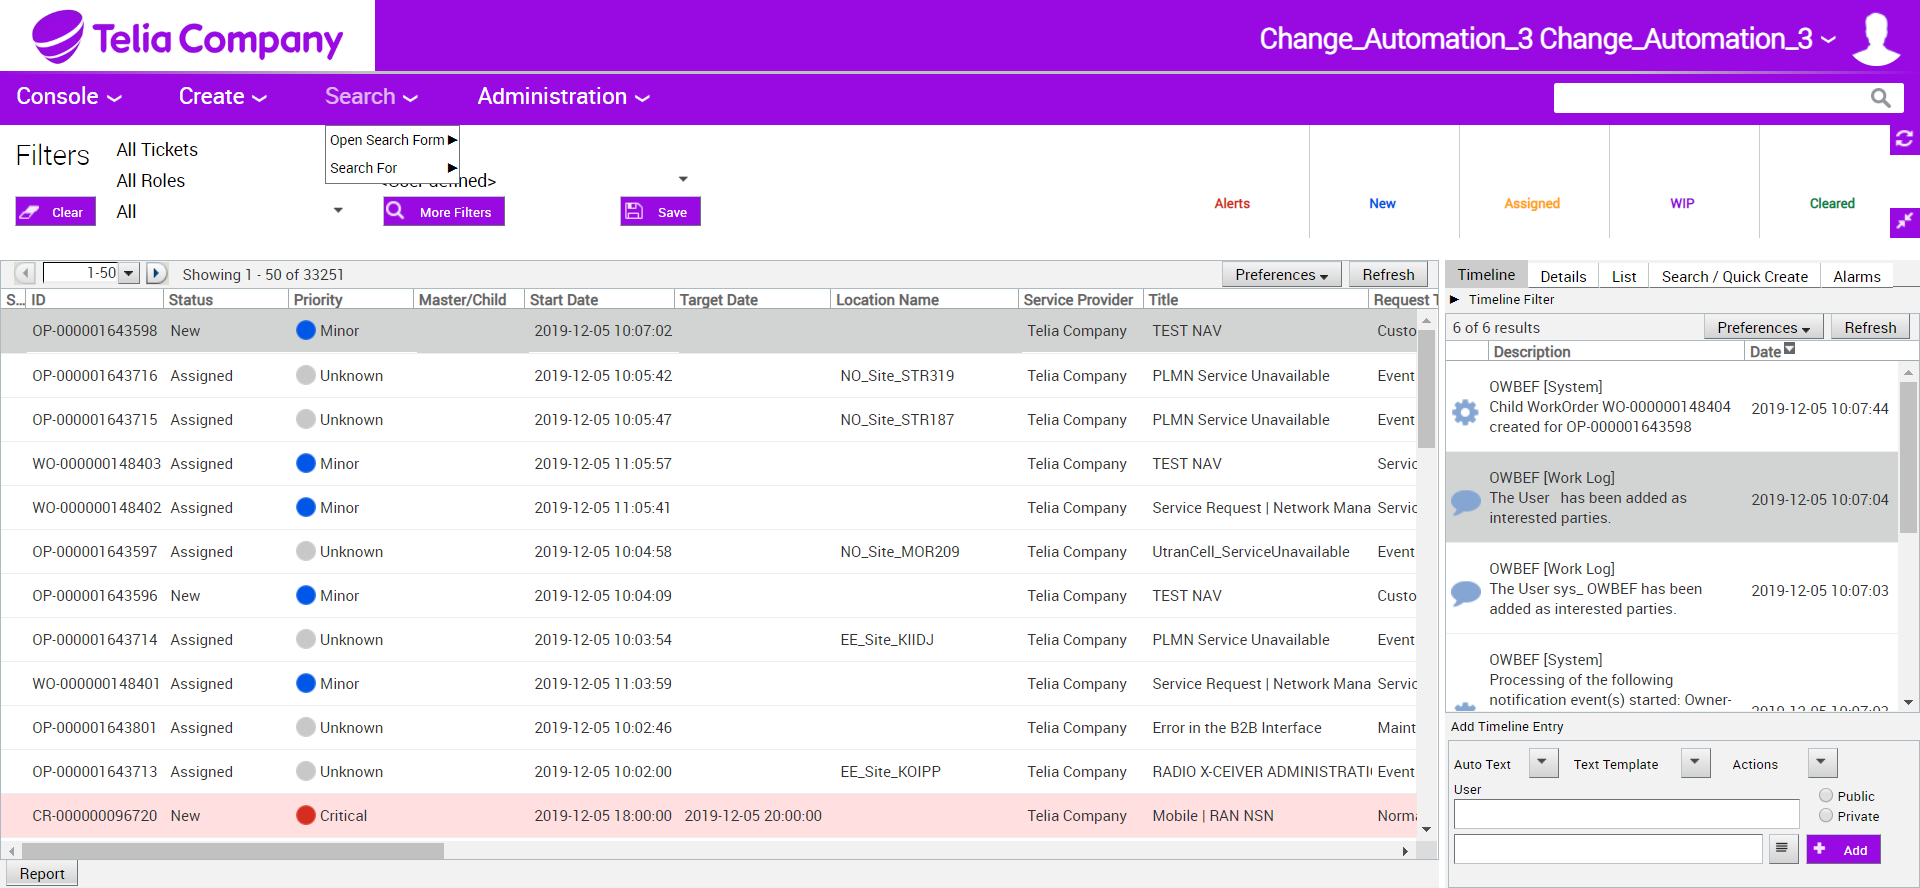 Telia Company
Change_Automation_3 Change_Automation_3
Console
Create
Search
Administration
Open Search Form
Search For
Filters
All Tickets
All Roles
All
Clear
More Filters
Save
Alerts
New
Assigned
WIP
Cleared
1-50
Showing 1 - 50 of 33251
Preferences
Refresh
S... ID Status Priority Master/Child Start Date Target Date Location Name Service Provider Title Request T
OP-000001643598 New Minor 2019-12-05 10:07:02 Telia Company TEST NAV Custo
OP-000001643716 Assigned Unknown 2019-12-05 10:05:42 NO_Site_STR319 Telia Company PLMN Service Unavailable Event
OP-000001643715 Assigned Unknown 2019-12-05 10:05:47 NO_Site_STR187 Telia Company PLMN Service Unavailable Event
WO-000000148403 Assigned Minor 2019-12-05 11:05:57 Telia Company TEST NAV Servic
WO-000000148402 Assigned Minor 2019-12-05 11:05:41 Telia Company Service Request | Network Mana Servic
OP-000001643597 Assigned Unknown 2019-12-05 10:04:58 NO_Site_MOR209 Telia Company UtranCell_ServiceUnavailable Event
OP-000001643596 New Minor 2019-12-05 10:04:09 Telia Company TEST NAV Custo
OP-000001643714 Assigned Unknown 2019-12-05 10:03:54 EE_Site_KIIDJ Telia Company PLMN Service Unavailable Event
WO-000000148401 Assigned Minor 2019-12-05 11:03:59 Telia Company Service Request | Network Mana Servic
OP-000001643801 Assigned Unknown 2019-12-05 10:02:46 Telia Company Error in the B2B Interface Maint
OP-000001643713 Assigned Unknown 2019-12-05 10:02:00 EE_Site_KOIPP Telia Company RADIO X-CEIVER ADMINISTRATI Event
CR-000000096720 New Critical 2019-12-05 18:00:00 2019-12-05 20:00:00 Telia Company Mobile | RAN NSN Norma
Report
Timeline
Details
List
Search / Quick Create
Alarms
Timeline Filter
6 of 6 results
Preferences
Refresh
Description Date
OWBEF [System]
Child WorkOrder WO-000000148404 2019-12-05 10:07:44
created for OP-000001643598
OWBEF [Work Log]
The User has been added as 2019-12-05 10:07:04
interested parties.
OWBEF [Work Log]
The User sys_ OWBEF has been 2019-12-05 10:07:03
added as interested parties.
OWBEF [System]
Processing of the following
notification event(s) started: Owner-
Add Timeline Entry
Auto Text
Text Template
Actions
User
Public
Private
Add